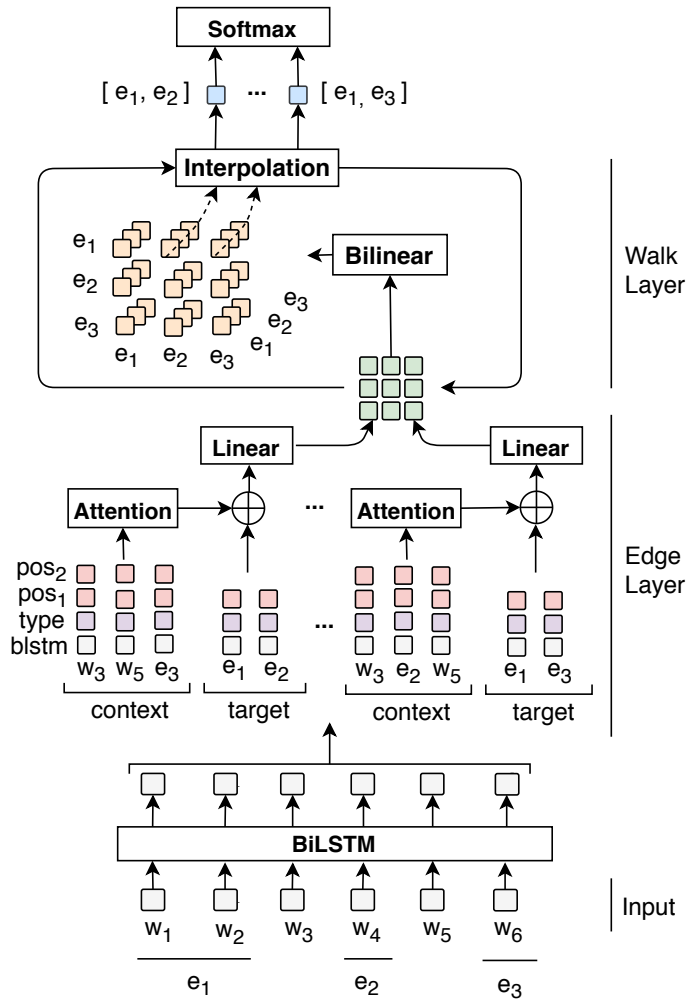 Softmax
[ e1, e2 ] ... [ e1, e3 ]
Interpolation
Walk
Layer
Bilinear
e1
e2
e3
e1 e2 e3 e1 e2 e3
Linear Linear
Attention ... Attention
Edge
Layer
pos2
pos1
type ...
blstm
w3 w5 e3 e1 e2 w3 e2 w5 e1 e3
context target context target
BiLSTM
Input
w1 w2 w3 w4 w5 w6
e1 e2 e3